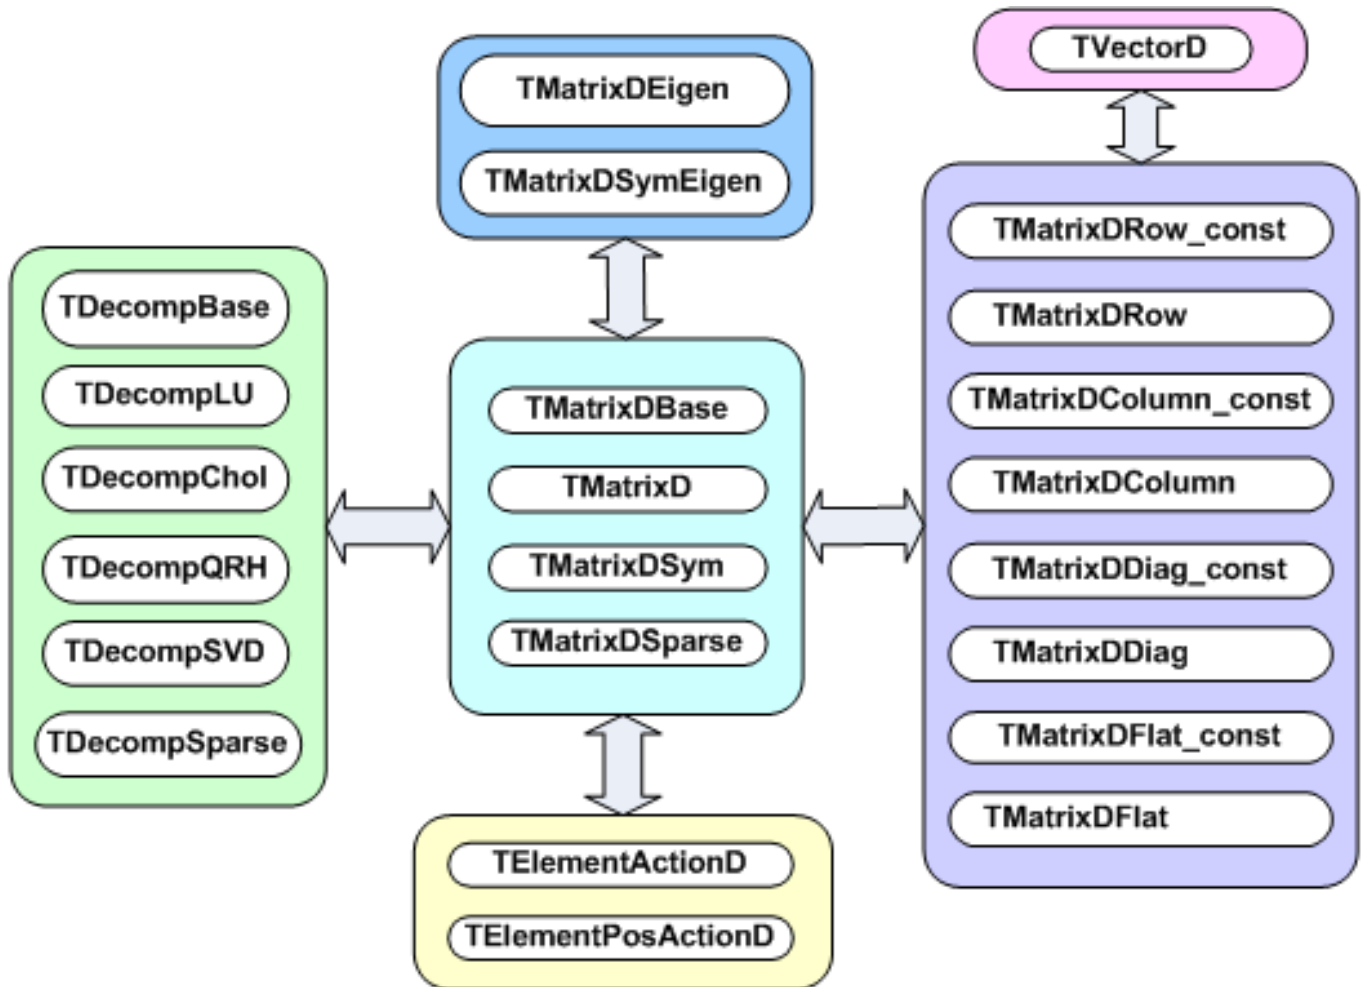 TMatrixDEigen
TMatrixDSymEigen
TVectorD
TDecompBase
TDecompLU
TDecompChol
TDecompQRH
TDecompSVD
TDecompSparse
TMatrixDBase
TMatrixD
TMatrixDSym
TMatrixDSparse
TMatrixDRow_const
TMatrixDRow
TMatrixDColumn_const
TMatrixDColumn
TMatrixDDiag_const
TMatrixDDiag
TMatrixDFlat_const
TMatrixDFlat
TElementActionD
TElementPosActionD